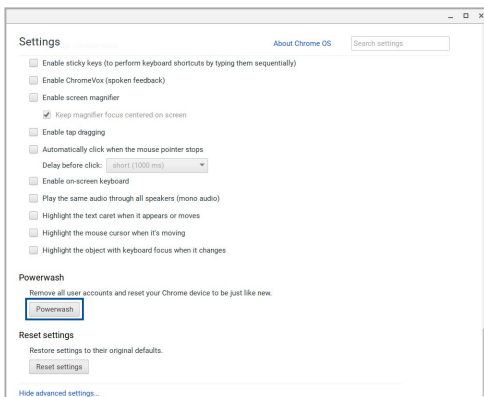 Settings
About Chrome OS
Search settings
Enable sticky keys (to perform keyboard shortcuts by typing them sequentially)
Enable ChromeVox (spoken feedback)
Enable screen magnifier
Keep magnifier focus centered on screen
Enable tap dragging
Automatically click when the mouse pointer stops
Delay before click: short (1000 ms)
Enable on-screen keyboard
Play the same audio through all speakers (mono audio)
Highlight the text caret when it appears or moves
Highlight the mouse cursor when it's moving
Highlight the object with keyboard focus when it changes
Powerwash
Remove all user accounts and reset your Chrome device to be just like new.
Powerwash
Reset settings
Restore settings to their original defaults.
Reset settings
Hide advanced settings...